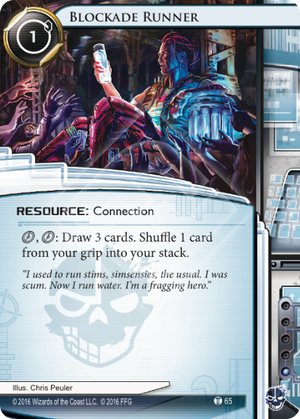 1
BLOCKADE RUNNER
RESOURCE: Connection
, : Draw 3 cards. Shuffle 1 card
from your grip into your stack.
"I used to run stims, simsensies, the usual. I was
scum. Now I run water. I'm a fragging hero."
Illus. Chris Peuler
© 2016 Wizards of the Coast LLC. © 2016 FFG
65